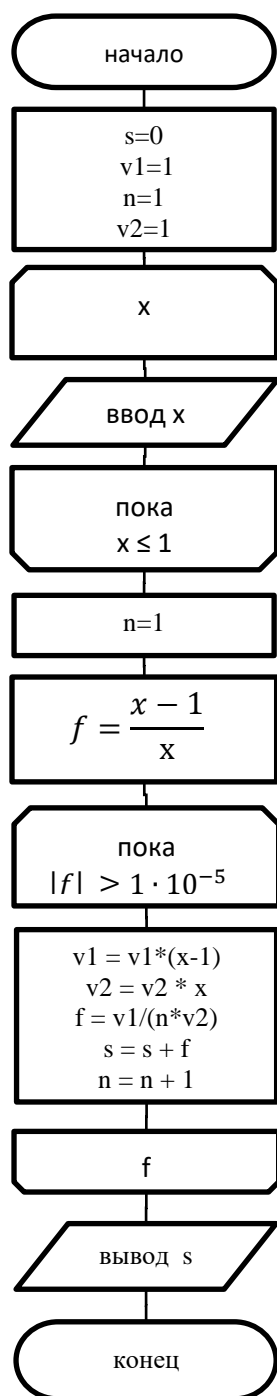 начало
s=0
v1=1
n=1
v2=1
x
ввод x
пока
x ≤ 1
n=1
f = (x − 1)/x
пока
|f| > 1 · 10⁻⁵
v1 = v1*(x-1)
v2 = v2 * x
f = v1/(n*v2)
s = s + f
n = n + 1
f
вывод s
конец